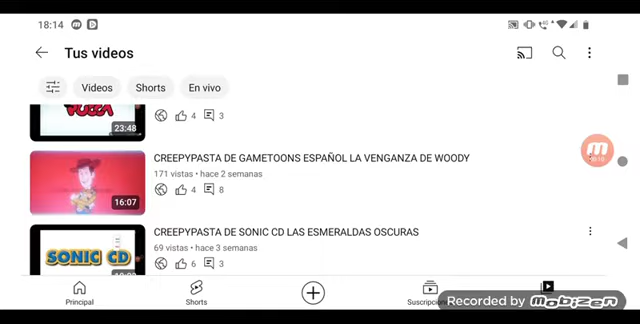 18:14
Tus videos
Videos
Shorts
En vivo
23:48
4
3
CREEPYPASTA DE GAMETOONS ESPAÑOL LA VENGANZA DE WOODY
171 vistas • hace 2 semanas
4
8
16:07
CREEPYPASTA DE SONIC CD LAS ESMERALDAS OSCURAS
69 vistas • hace 3 semanas
6
3
SONIC CD
Principal
Shorts
Recorded by MOBIZEN